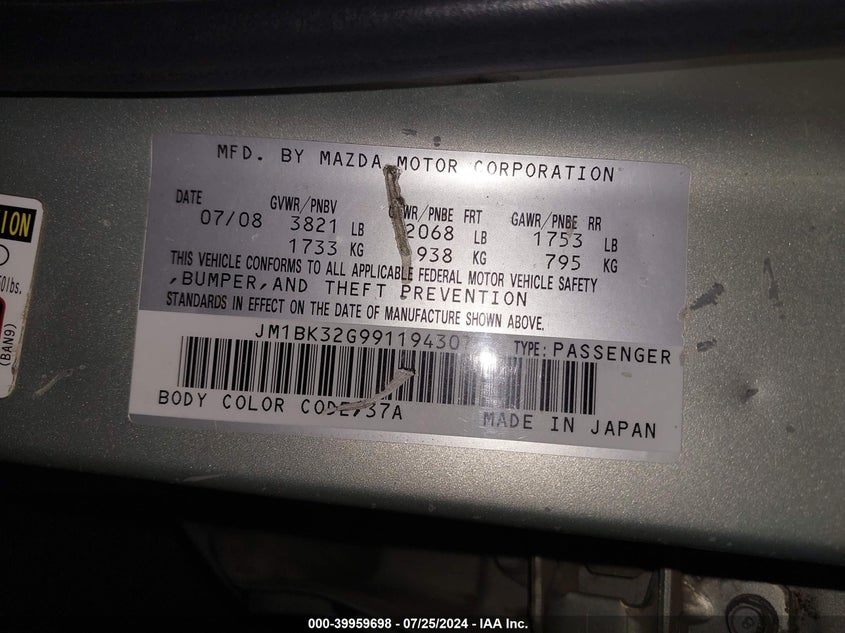 MFD. BY MAZDA MOTOR CORPORATION
DATE GVWR/PNBV GAWR/PNBE FRT GAWR/PNBE RR
07/08 3821 LB 2068 LB 1753 LB
1733 KG 938 KG 795 KG
THIS VEHICLE CONFORMS TO ALL APPLICABLE FEDERAL MOTOR VEHICLE SAFETY
,BUMPER,AND THEFT PREVENTION
STANDARDS IN EFFECT ON THE DATE OF MANUFACTURE SHOWN ABOVE.
TYPE: PASSENGER
BODY COLOR CODE,37A
MADE IN JAPAN
ION
0lbs.
(BAN9)
000-39959698 - 07/25/2024 - IAA Inc.